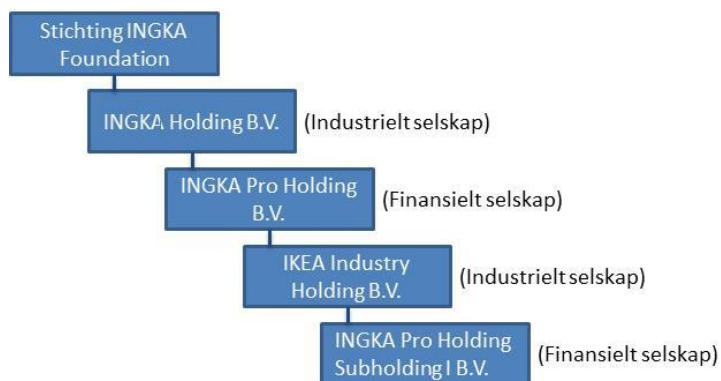 Stichting INGKA
Foundation
INGKA Holding B.V. (Industrielt selskap)
INGKA Pro Holding
B.V.
(Finansielt selskap)
IKEA Industry
Holding B.V.
(Industrielt selskap)
INGKA Pro Holding
Subholding I B.V.
(Finansielt selskap)